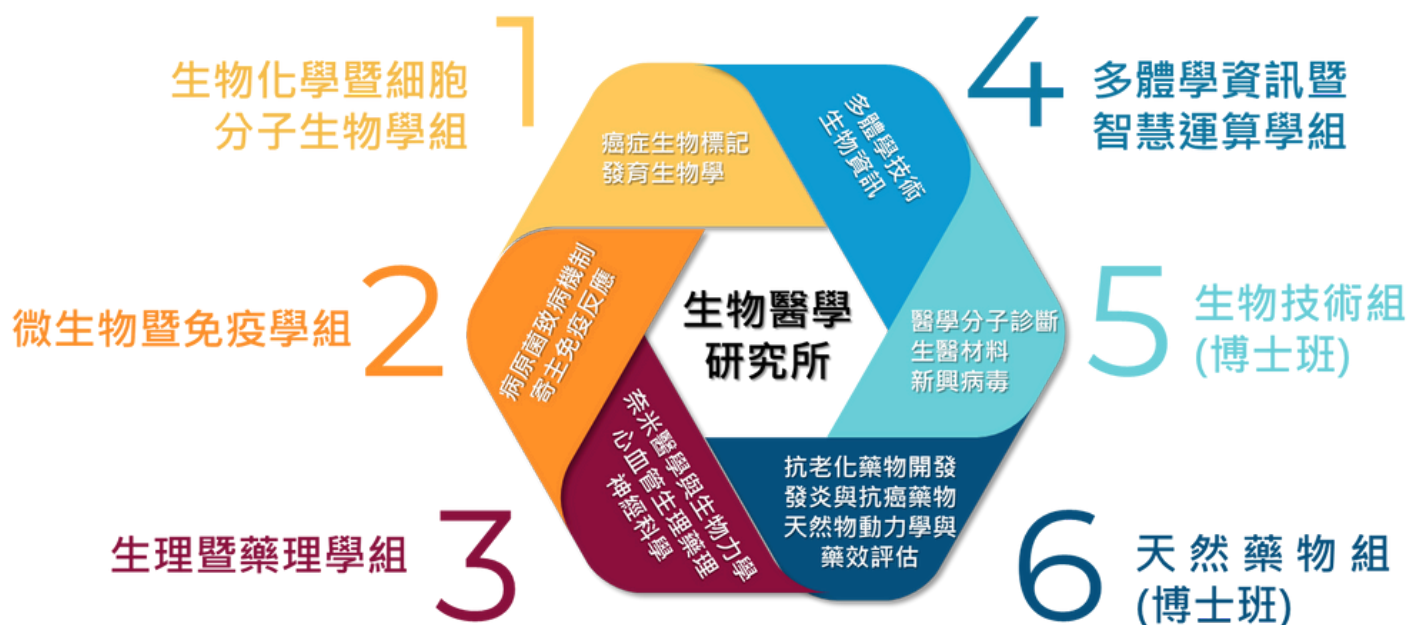 1
生物化學暨細胞
分子生物學組
癌症生物標記
發育生物學
2
微生物暨免疫學組
病原菌致病機制
寄主免疫反應
3
生理暨藥理學組
奈米醫學與生物力學
心血管生理藥理
神經科學
生物醫學
研究所
4
多體學資訊暨
智慧運算學組
多體學技術
生物資訊
5
生物技術組
(博士班)
醫學分子診斷
生醫材料
新興病毒
6
天然藥物組
(博士班)
抗老化藥物開發
發炎與抗癌藥物
天然物動力學與
藥效評估